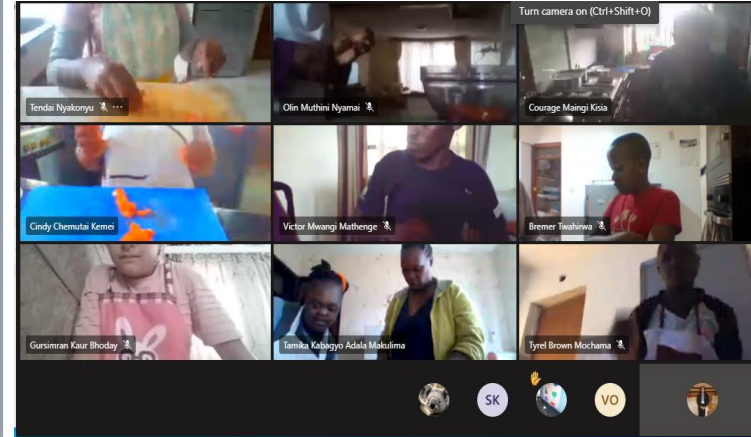 Turn camera on (Ctrl+Shift+O)
Tendai Nyakonyu
Olin Muthini Nyamai
Courage Maingi Kisia
Cindy Chemutai Kemei
Victor Mwangi Mathenge
Bremer Twahirwa
Gursimran Kaur Bhoday
Tamika Kabagyo Adala Makulima
Tyrel Brown Mochama
SK
VO